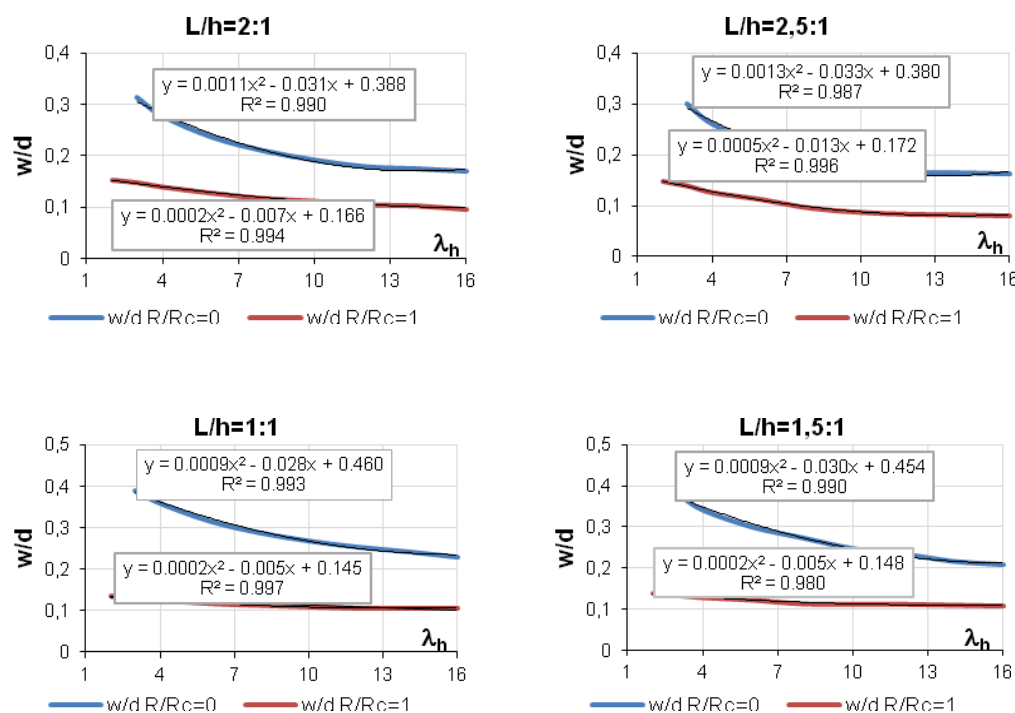 L/h=2:1
0,4
0,3
0,2
0,1
0
w/d
y = 0.0011x² - 0.031x + 0.388
R² = 0.990
y = 0.0002x² - 0.007x + 0.166
R² = 0.994
λh
1 4 7 10 13 16
w/d R/Rc=0 w/d R/Rc=1
L/h=2,5:1
0,4
0,3
0,2
0,1
0
w/d
y = 0.0013x² - 0.033x + 0.380
R² = 0.987
y = 0.0005x² - 0.013x + 0.172
R² = 0.996
λh
1 4 7 10 13 16
w/d R/Rc=0 w/d R/Rc=1
L/h=1:1
0,5
0,4
0,3
0,2
0,1
0
w/d
y = 0.0009x² - 0.028x + 0.460
R² = 0.993
y = 0.0002x² - 0.005x + 0.145
R² = 0.997
λh
1 4 7 10 13 16
w/d R/Rc=0 w/d R/Rc=1
L/h=1,5:1
0,5
0,4
0,3
0,2
0,1
0
w/d
y = 0.0009x² - 0.030x + 0.454
R² = 0.990
y = 0.0002x² - 0.005x + 0.148
R² = 0.980
λh
1 4 7 10 13 16
w/d R/Rc=0 w/d R/Rc=1